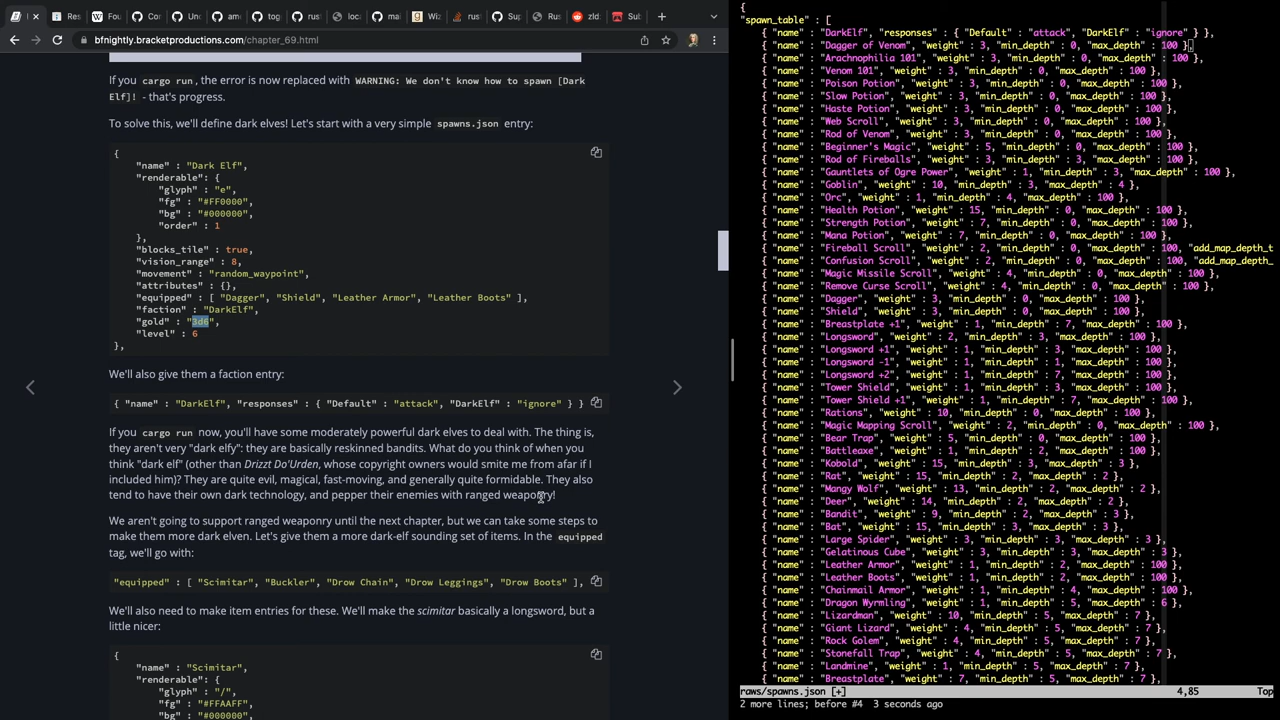 Rep
Wo
Fou
Cor
Unc
am
tog
rus
loca
mai
Wiz
rus
Sup
Rus
zld
Sub
bfnightly.bracketproductions.com/chapter_69.html
If you cargo run, the error is now replaced with WARNING: We don't know how to spawn [Dark
Elf]! - that's progress.
To solve this, we'll define dark elves! Let's start with a very simple spawns.json entry:
{
"name" : "Dark Elf",
"renderable": {
"glyph" : "e",
"fg" : "#FF0000",
"bg" : "#000000",
"order" : 1
},
"blocks_tile" : true,
"vision_range" : 8,
"movement" : "random_waypoint",
"attributes" : {},
"equipped" : [ "Dagger", "Shield", "Leather Armor", "Leather Boots" ],
"faction" : "DarkElf",
"gold" : "3d6",
"level" : 6
},
We'll also give them a faction entry:
{ "name" : "DarkElf", "responses" : { "Default" : "attack", "DarkElf" : "ignore" } }
If you cargo run now, you'll have some moderately powerful dark elves to deal with. The thing is,
they aren't very "dark elfy": they are basically reskinned bandits. What do you think of when you
think "dark elf" (other than Drizzt Do'Urden, whose copyright owners would smite me from afar if I
included him)? They are quite evil, magical, fast-moving, and generally quite formidable. They also
tend to have their own dark technology, and pepper their enemies with ranged weaponry!
We aren't going to support ranged weaponry until the next chapter, but we can take some steps to
make them more dark elven. Let's give them a more dark-elf sounding set of items. In the equipped
tag, we'll go with:
"equipped" : [ "Scimitar", "Buckler", "Drow Chain", "Drow Leggings", "Drow Boots" ],
We'll also need to make item entries for these. We'll make the scimitar basically a longsword, but a
little nicer:
{
"name" : "Scimitar",
"renderable": {
"glyph" : "/",
"fg" : "#FFAAFF",
"bg" : "#000000",
{
"spawn_table" : [
{ "name" : "DarkElf", "responses" : { "Default" : "attack", "DarkElf" : "ignore" } },
{ "name" : "Dagger of Venom", "weight" : 3, "min_depth" : 0, "max_depth" : 100 },
{ "name" : "Arachnophilia 101", "weight" : 3, "min_depth" : 0, "max_depth" : 100 },
{ "name" : "Venom 101", "weight" : 3, "min_depth" : 0, "max_depth" : 100 },
{ "name" : "Poison Potion", "weight" : 3, "min_depth" : 0, "max_depth" : 100 },
{ "name" : "Slow Potion", "weight" : 3, "min_depth" : 0, "max_depth" : 100 },
{ "name" : "Haste Potion", "weight" : 3, "min_depth" : 0, "max_depth" : 100 },
{ "name" : "Web Scroll", "weight" : 3, "min_depth" : 0, "max_depth" : 100 },
{ "name" : "Rod of Venom", "weight" : 3, "min_depth" : 0, "max_depth" : 100 },
{ "name" : "Beginner's Magic", "weight" : 5, "min_depth" : 0, "max_depth" : 100 },
{ "name" : "Rod of Fireballs", "weight" : 3, "min_depth" : 3, "max_depth" : 100 },
{ "name" : "Gauntlets of Ogre Power", "weight" : 1, "min_depth" : 3, "max_depth" : 100 },
{ "name" : "Goblin", "weight" : 10, "min_depth" : 3, "max_depth" : 4 },
{ "name" : "Orc", "weight" : 1, "min_depth" : 4, "max_depth" : 100 },
{ "name" : "Health Potion", "weight" : 15, "min_depth" : 0, "max_depth" : 100 },
{ "name" : "Strength Potion", "weight" : 7, "min_depth" : 0, "max_depth" : 100 },
{ "name" : "Mana Potion", "weight" : 7, "min_depth" : 0, "max_depth" : 100 },
{ "name" : "Fireball Scroll", "weight" : 2, "min_depth" : 0, "max_depth" : 100, "add_map_depth_t
{ "name" : "Confusion Scroll", "weight" : 2, "min_depth" : 0, "max_depth" : 100, "add_map_depth_
{ "name" : "Magic Missile Scroll", "weight" : 4, "min_depth" : 0, "max_depth" : 100 },
{ "name" : "Remove Curse Scroll", "weight" : 4, "min_depth" : 0, "max_depth" : 100 },
{ "name" : "Dagger", "weight" : 3, "min_depth" : 0, "max_depth" : 100 },
{ "name" : "Shield", "weight" : 3, "min_depth" : 0, "max_depth" : 100 },
{ "name" : "Breastplate +1", "weight" : 1, "min_depth" : 7, "max_depth" : 100 },
{ "name" : "Longsword", "weight" : 2, "min_depth" : 3, "max_depth" : 100 },
{ "name" : "Longsword +1", "weight" : 1, "min_depth" : 3, "max_depth" : 100 },
{ "name" : "Longsword -1", "weight" : 1, "min_depth" : 3, "max_depth" : 100 },
{ "name" : "Longsword +2", "weight" : 1, "min_depth" : 7, "max_depth" : 100 },
{ "name" : "Tower Shield", "weight" : 1, "min_depth" : 3, "max_depth" : 100 },
{ "name" : "Tower Shield +1", "weight" : 1, "min_depth" : 7, "max_depth" : 100 },
{ "name" : "Rations", "weight" : 10, "min_depth" : 0, "max_depth" : 100 },
{ "name" : "Magic Mapping Scroll", "weight" : 2, "min_depth" : 0, "max_depth" : 100 },
{ "name" : "Bear Trap", "weight" : 5, "min_depth" : 0, "max_depth" : 100 },
{ "name" : "Battleaxe", "weight" : 1, "min_depth" : 2, "max_depth" : 100 },
{ "name" : "Kobold", "weight" : 15, "min_depth" : 3, "max_depth" : 3 },
{ "name" : "Rat", "weight" : 15, "min_depth" : 2, "max_depth" : 2 },
{ "name" : "Mangy Wolf", "weight" : 13, "min_depth" : 2, "max_depth" : 2 },
{ "name" : "Deer", "weight" : 14, "min_depth" : 2, "max_depth" : 2 },
{ "name" : "Bandit", "weight" : 9, "min_depth" : 2, "max_depth" : 3 },
{ "name" : "Bat", "weight" : 15, "min_depth" : 2, "max_depth" : 3 },
{ "name" : "Large Spider", "weight" : 3, "min_depth" : 3, "max_depth" : 3 },
{ "name" : "Gelatinous Cube", "weight" : 3, "min_depth" : 3, "max_depth" : 3 },
{ "name" : "Leather Armor", "weight" : 1, "min_depth" : 2, "max_depth" : 100 },
{ "name" : "Leather Boots", "weight" : 1, "min_depth" : 2, "max_depth" : 100 },
{ "name" : "Chainmail Armor", "weight" : 1, "min_depth" : 4, "max_depth" : 100 },
{ "name" : "Dragon Wyrmling", "weight" : 1, "min_depth" : 5, "max_depth" : 6 },
{ "name" : "Lizardman", "weight" : 10, "min_depth" : 5, "max_depth" : 7 },
{ "name" : "Giant Lizard", "weight" : 4, "min_depth" : 5, "max_depth" : 7 },
{ "name" : "Rock Golem", "weight" : 4, "min_depth" : 5, "max_depth" : 7 },
{ "name" : "Stonefall Trap", "weight" : 4, "min_depth" : 5, "max_depth" : 7 },
{ "name" : "Landmine", "weight" : 1, "min_depth" : 5, "max_depth" : 7 },
{ "name" : "Breastplate", "weight" : 7, "min_depth" : 5, "max_depth" : 7 },
raws/spawns.json [+] 4,85 Top
2 more lines; before #4 3 seconds ago